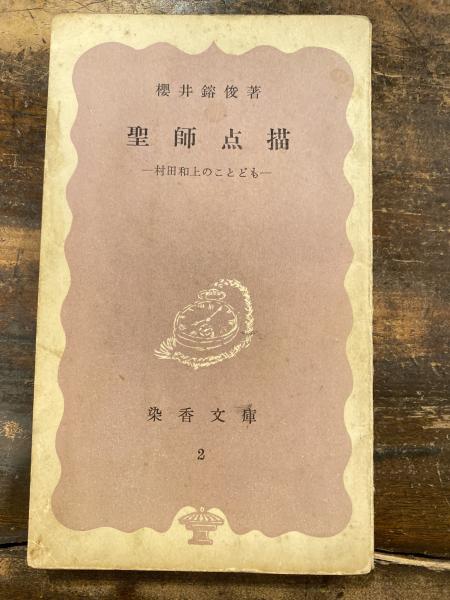 櫻井鎔俊著
聖師点描
―村田和上のことども―
染香文庫
2